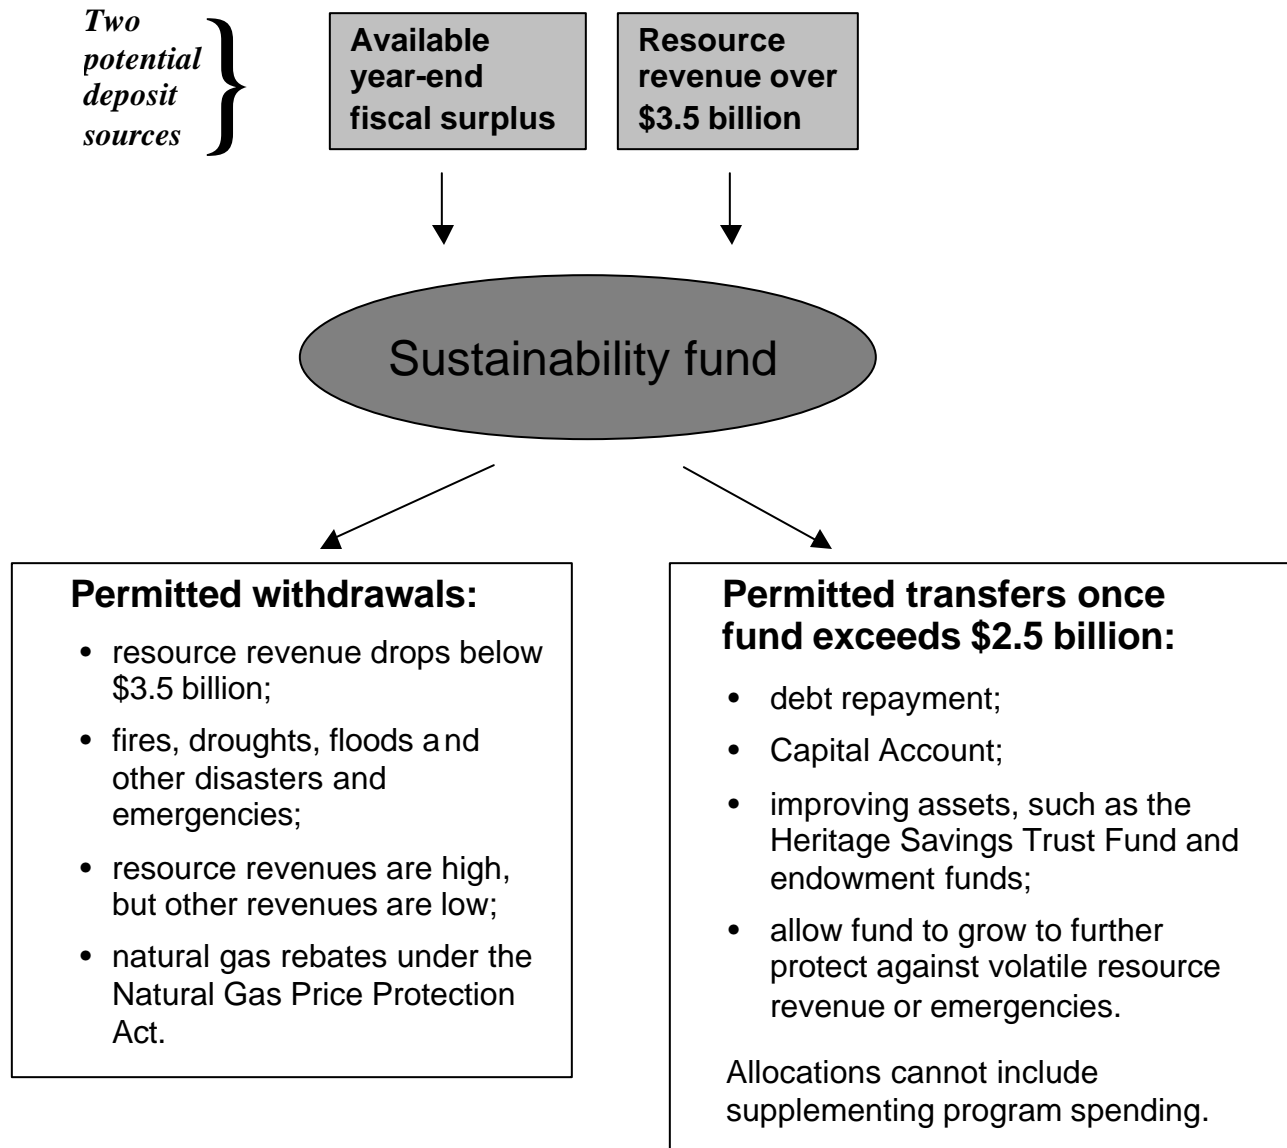 Two
potential
deposit
sources
Available
year-end
fiscal surplus
Resource
revenue over
$3.5 billion
Sustainability fund
Permitted withdrawals:
• resource revenue drops below
$3.5 billion;
• fires, droughts, floods and
other disasters and
emergencies;
• resource revenues are high,
but other revenues are low;
• natural gas rebates under the
Natural Gas Price Protection
Act.
Permitted transfers once
fund exceeds $2.5 billion:
• debt repayment;
• Capital Account;
• improving assets, such as the
Heritage Savings Trust Fund and
endowment funds;
• allow fund to grow to further
protect against volatile resource
revenue or emergencies.
Allocations cannot include
supplementing program spending.